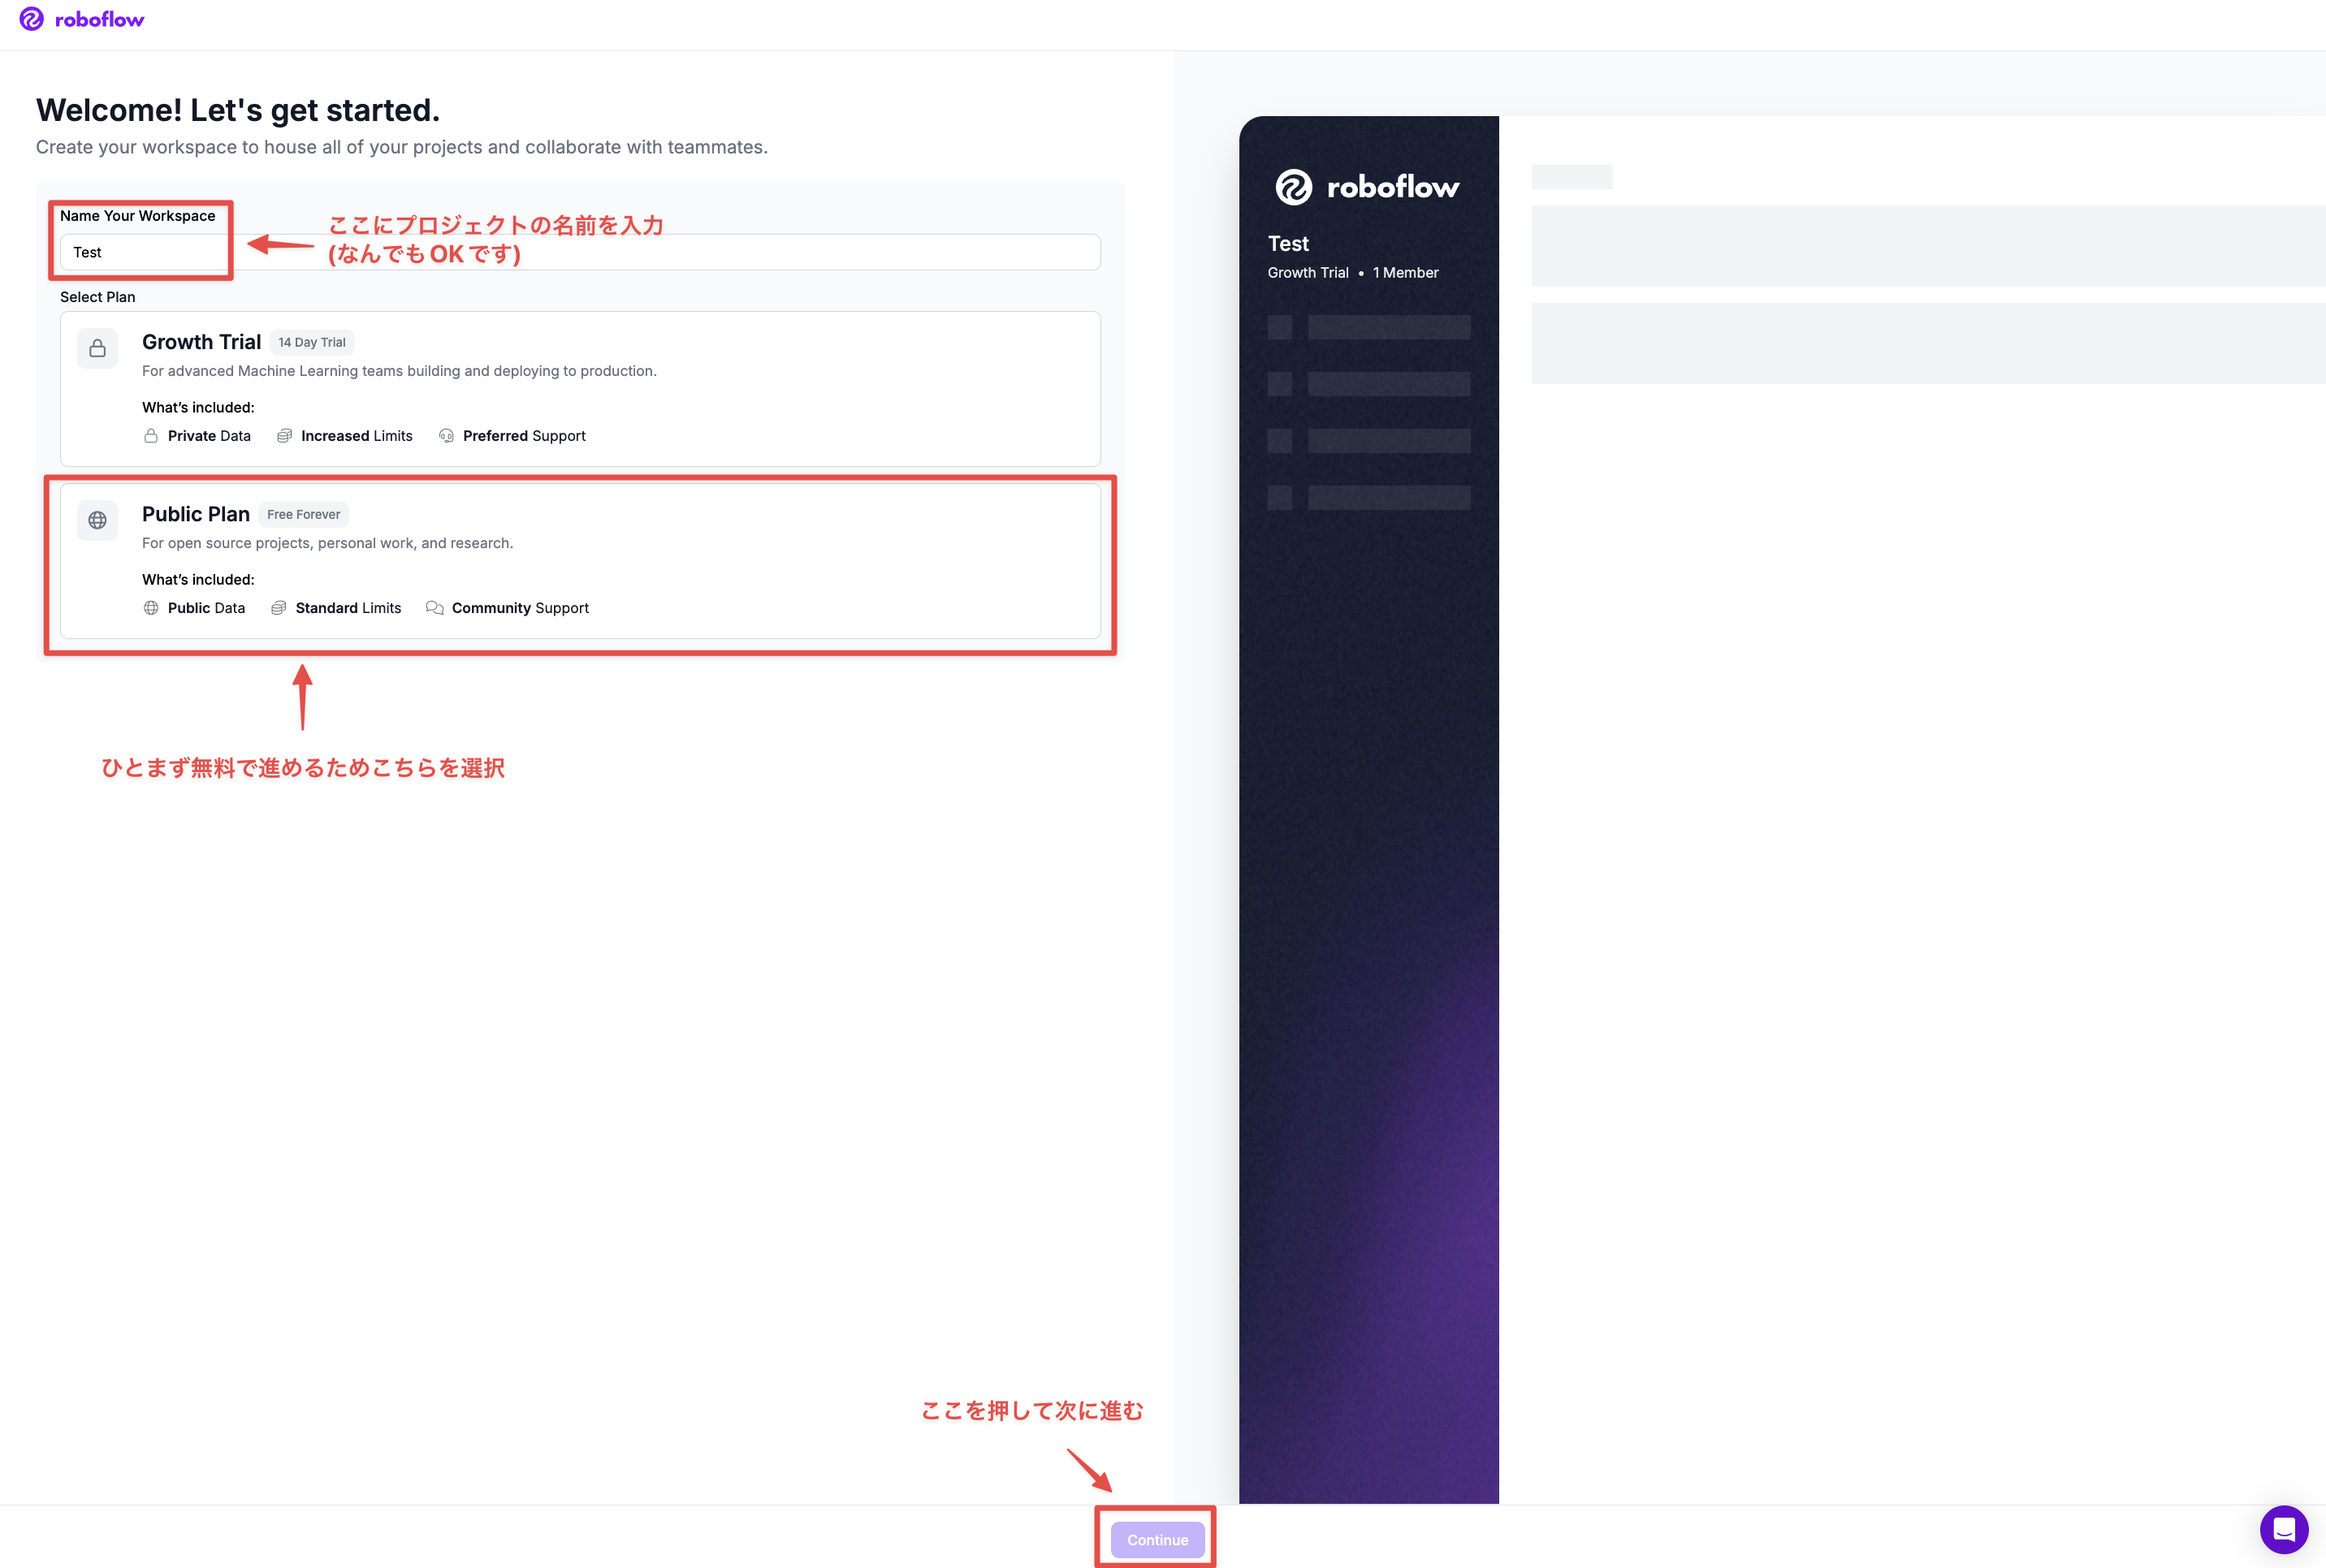 roboflow
Welcome! Let's get started.
Create your workspace to house all of your projects and collaborate with teammates.
Name Your Workspace
Test
ここにプロジェクトの名前を入力
(なんでもOKです)
Select Plan
Growth Trial 14 Day Trial
For advanced Machine Learning teams building and deploying to production.
What's included:
Private Data Increased Limits Preferred Support
Public Plan Free Forever
For open source projects, personal work, and research.
What's included:
Public Data Standard Limits Community Support
ひとまず無料で進めるためこちらを選択
ここを押して次に進む
Continue
roboflow
Test
Growth Trial • 1 Member